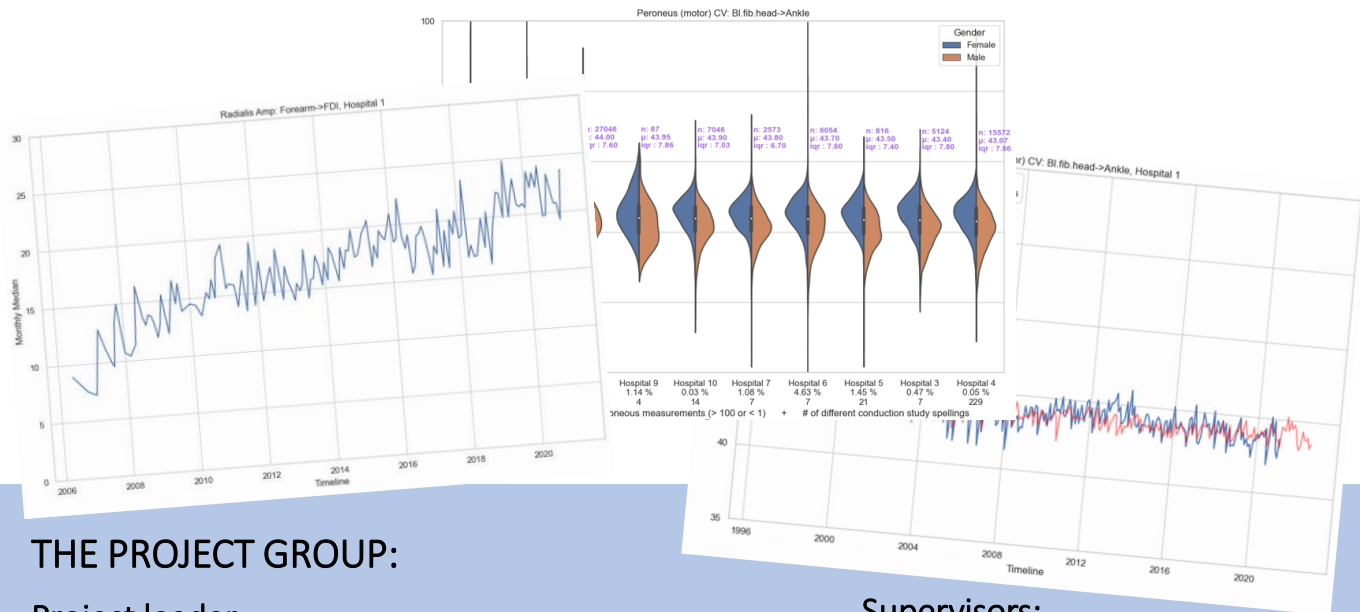 Peroneus (motor) CV: Bl.fib.head->Ankle
100
Gender
Female
Male
n: 27046
: 44.00
iqr : 7.60
n: 87
μ: 43.95
iqr : 7.86
n: 7046
μ: 43.90
iqr : 7.03
n: 2573
μ: 43.80
iqr : 6.70
n: 6054
μ: 43.70
iqr : 7.60
n: 816
μ: 43.50
iqr : 7.40
n: 5124
μ: 43.40
iqr : 7.80
n: 15572
μ: 43.07
iqr : 7.86
Hospital 9
1.14 %
4
Hospital 10
0.03 %
14
Hospital 7
1.08 %
7
Hospital 6
4.63 %
7
Hospital 5
1.45 %
21
Hospital 3
0.47 %
7
Hospital 4
0.05 %
229
oneous measurements (> 100 or < 1) + # of different conduction study spellings
Radialis Amp: Forearm->FDI, Hospital 1
Monthly Median
30
25
20
15
10
5
0
2006
2008
2010
2012
2014
2016
2018
2020
Timeline
or) CV: Bl.fib.head->Ankle, Hospital 1
40
35
1996
2000
2004
2008
2012
2016
2020
Timeline
THE PROJECT GROUP:
Project leader
Supervisors: